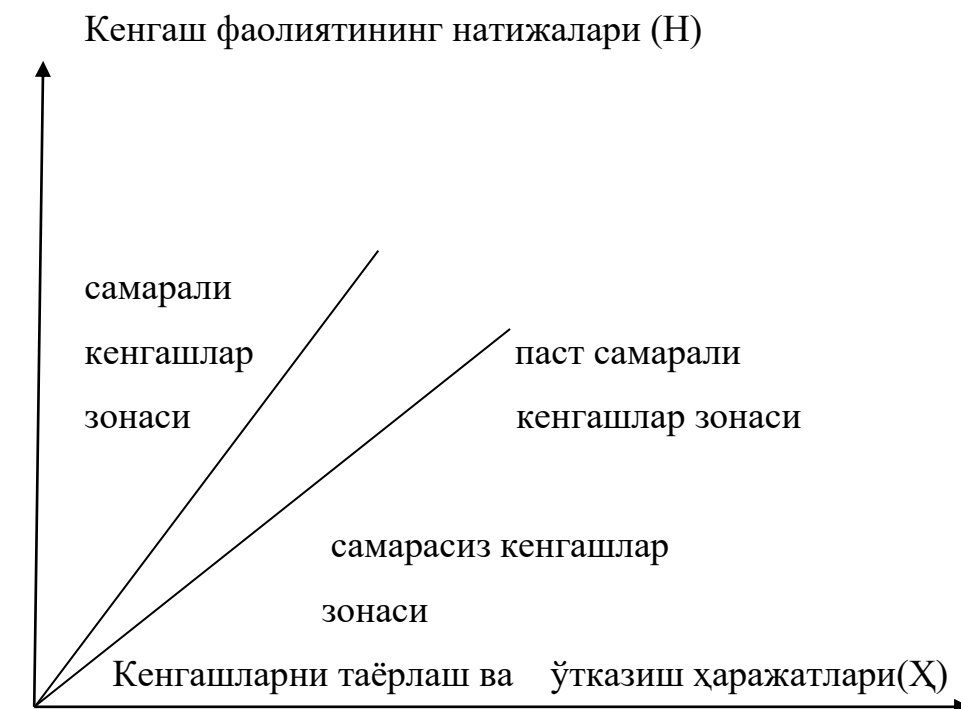 Кенгаш фаолиятининг натижалари (Н)
самарали
кенгашлар
зонаси
паст самарали
кенгашлар зонаси
самарасиз кенгашлар
зонаси
Кенгашларни таёрлаш ва ўтказиш ҳаражатлари(Ҳ)